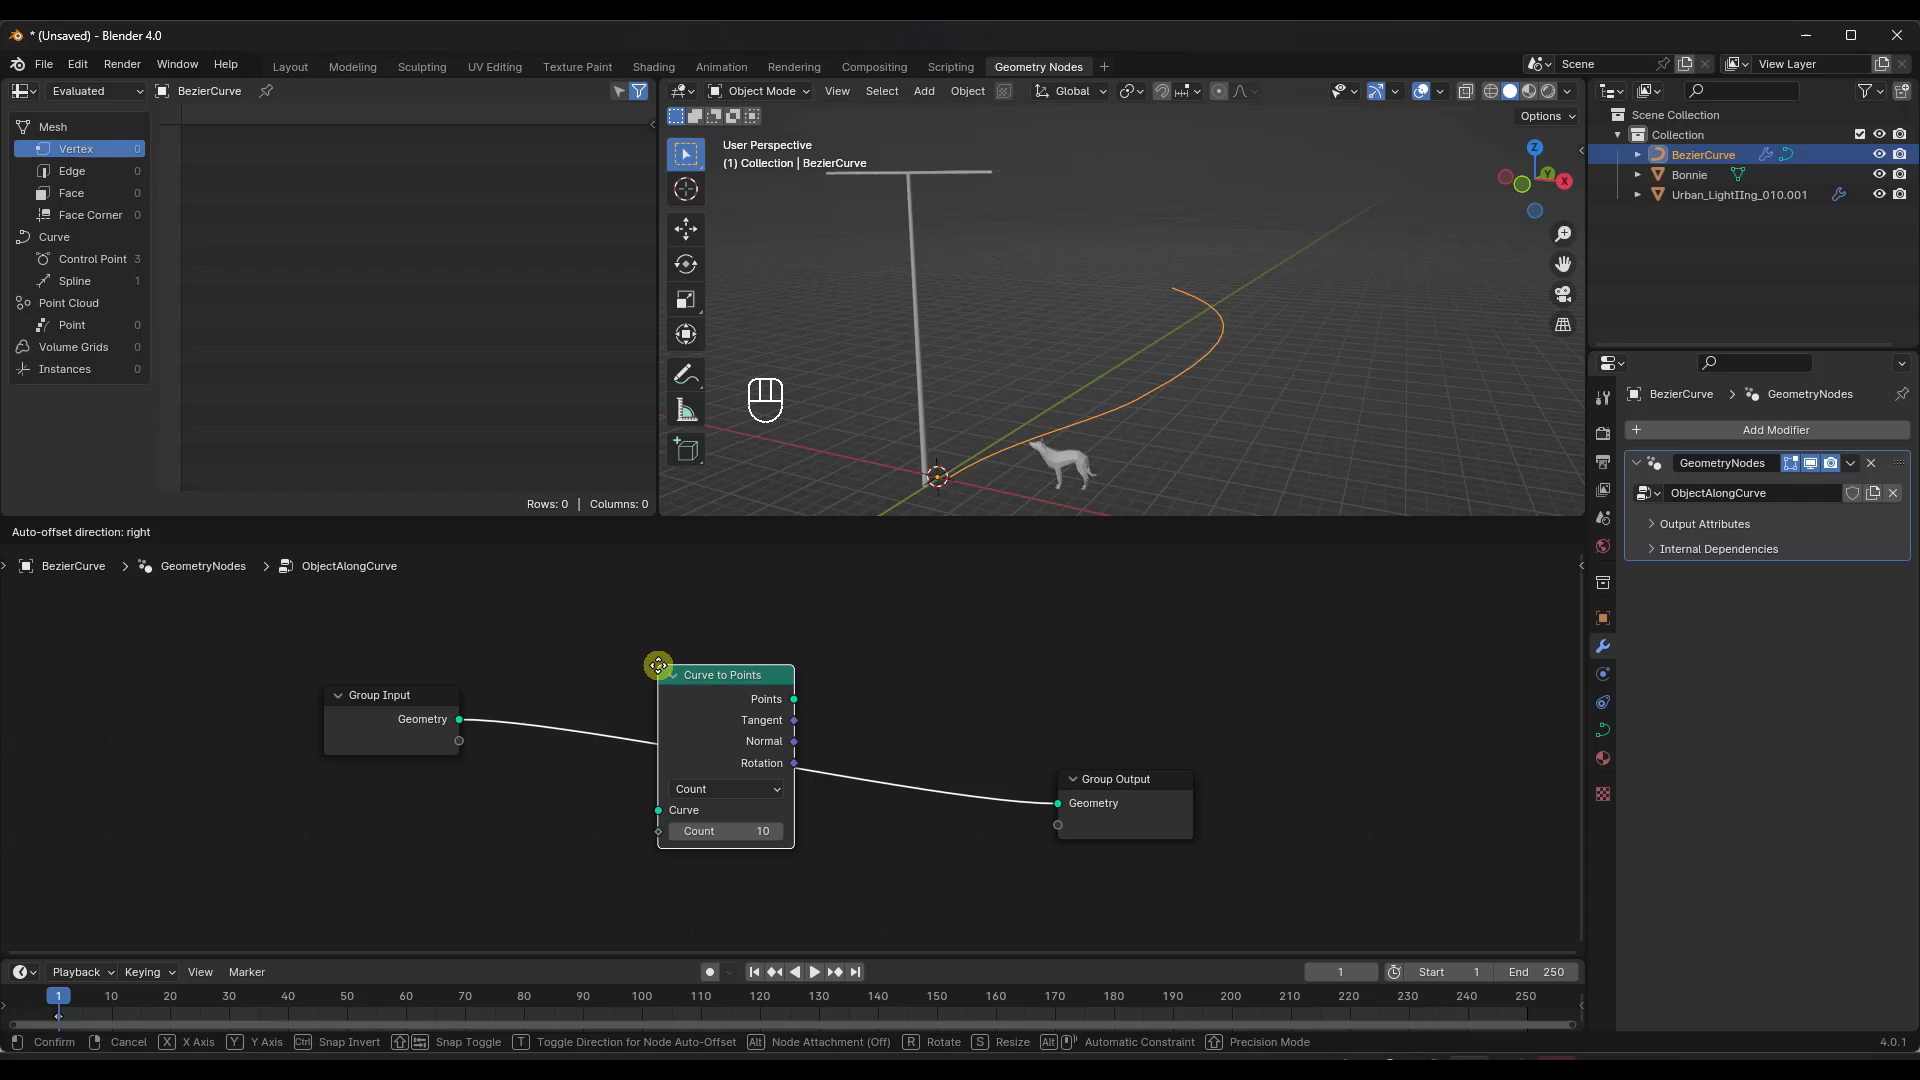 * (Unsaved) - Blender 4.0
File Edit Render Window Help Layout Modeling Sculpting UV Editing Texture Paint Shading Animation Rendering Compositing Scripting Geometry Nodes + Scene View Layer
Evaluated BezierCurve
Object Mode View Select Add Object Global
Options
Mesh
Vertex 0
Edge 0
Face 0
Face Corner 0
Curve
Control Point 3
Spline 1
Point Cloud
Point 0
Volume Grids 0
Instances 0
Rows: 0 | Columns: 0
User Perspective
(1) Collection | BezierCurve
Z
Y
X
Scene Collection
Collection
BezierCurve
Bonnie
Urban_LightIIng_010.001
BezierCurve > GeometryNodes
+ Add Modifier
GeometryNodes
ObjectAlongCurve
Output Attributes
Internal Dependencies
Auto-offset direction: right
BezierCurve > GeometryNodes > ObjectAlongCurve
Group Input
Geometry
Curve to Points
Points
Tangent
Normal
Rotation
Count
Curve
Count 10
Group Output
Geometry
Playback Keying View Marker 1 Start 1 End 250
1 10 20 30 40 50 60 70 80 90 100 110 120 130 140 150 160 170 180 190 200 210 220 230 240 250
Confirm Cancel X X Axis Y Y Axis Ctrl Snap Invert Snap Toggle T Toggle Direction for Node Auto-Offset Alt Node Attachment (Off) R Rotate S Resize Alt Automatic Constraint Precision Mode 4.0.1